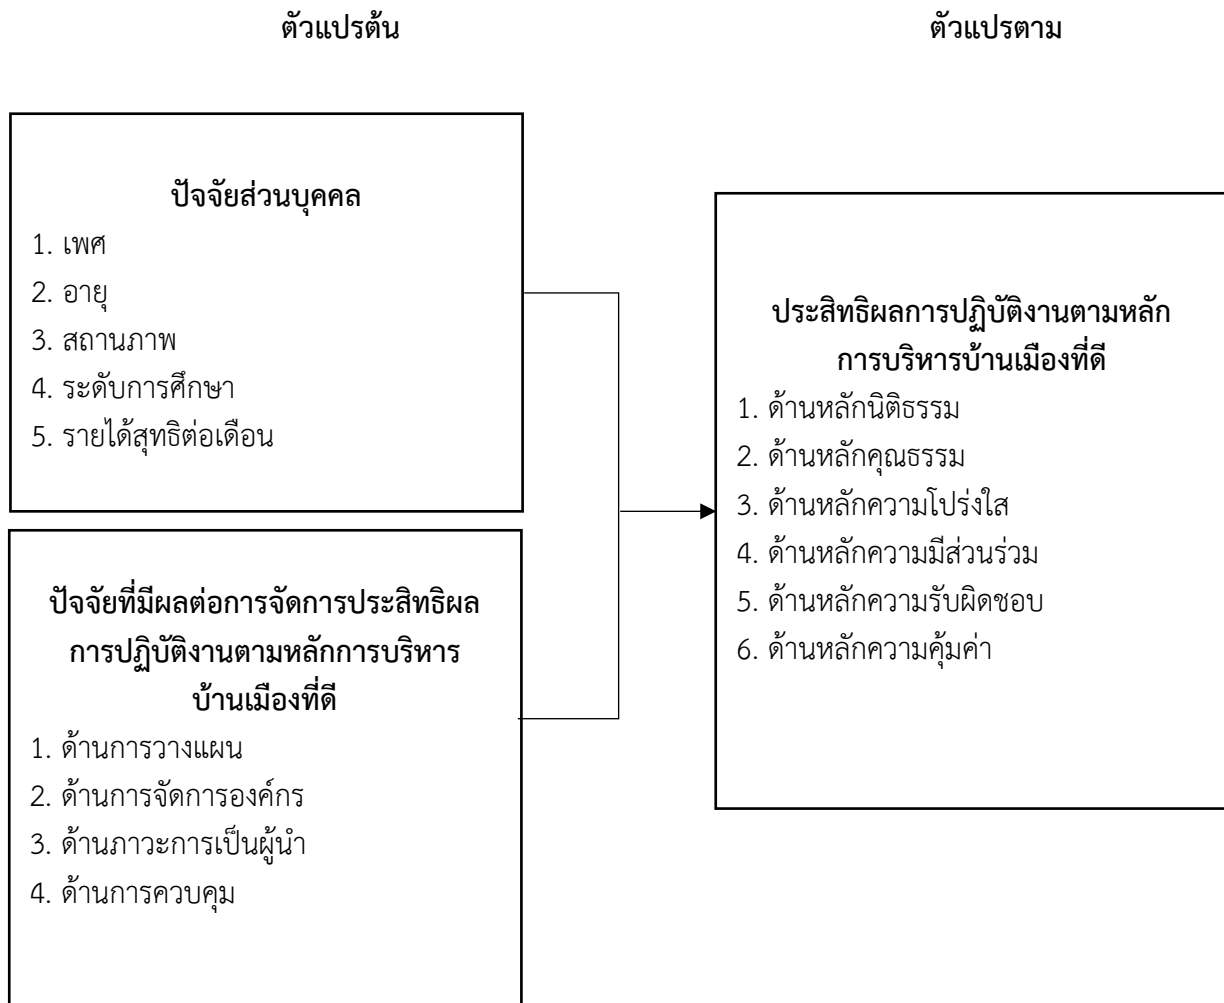 ตัวแปรต้น
ตัวแปรตาม
ปัจจัยส่วนบุคคล
1. เพศ
2. อายุ
3. สถานภาพ
4. ระดับการศึกษา
5. รายได้สุทธิต่อเดือน
ปัจจัยที่มีผลต่อการจัดการประสิทธิผล
การปฏิบัติงานตามหลักการบริหาร
บ้านเมืองที่ดี
1. ด้านการวางแผน
2. ด้านการจัดการองค์กร
3. ด้านภาวะการเป็นผู้นำ
4. ด้านการควบคุม
ประสิทธิผลการปฏิบัติงานตามหลัก
การบริหารบ้านเมืองที่ดี
1. ด้านหลักนิติธรรม
2. ด้านหลักคุณธรรม
3. ด้านหลักความโปร่งใส
4. ด้านหลักความมีส่วนร่วม
5. ด้านหลักความรับผิดชอบ
6. ด้านหลักความคุ้มค่า